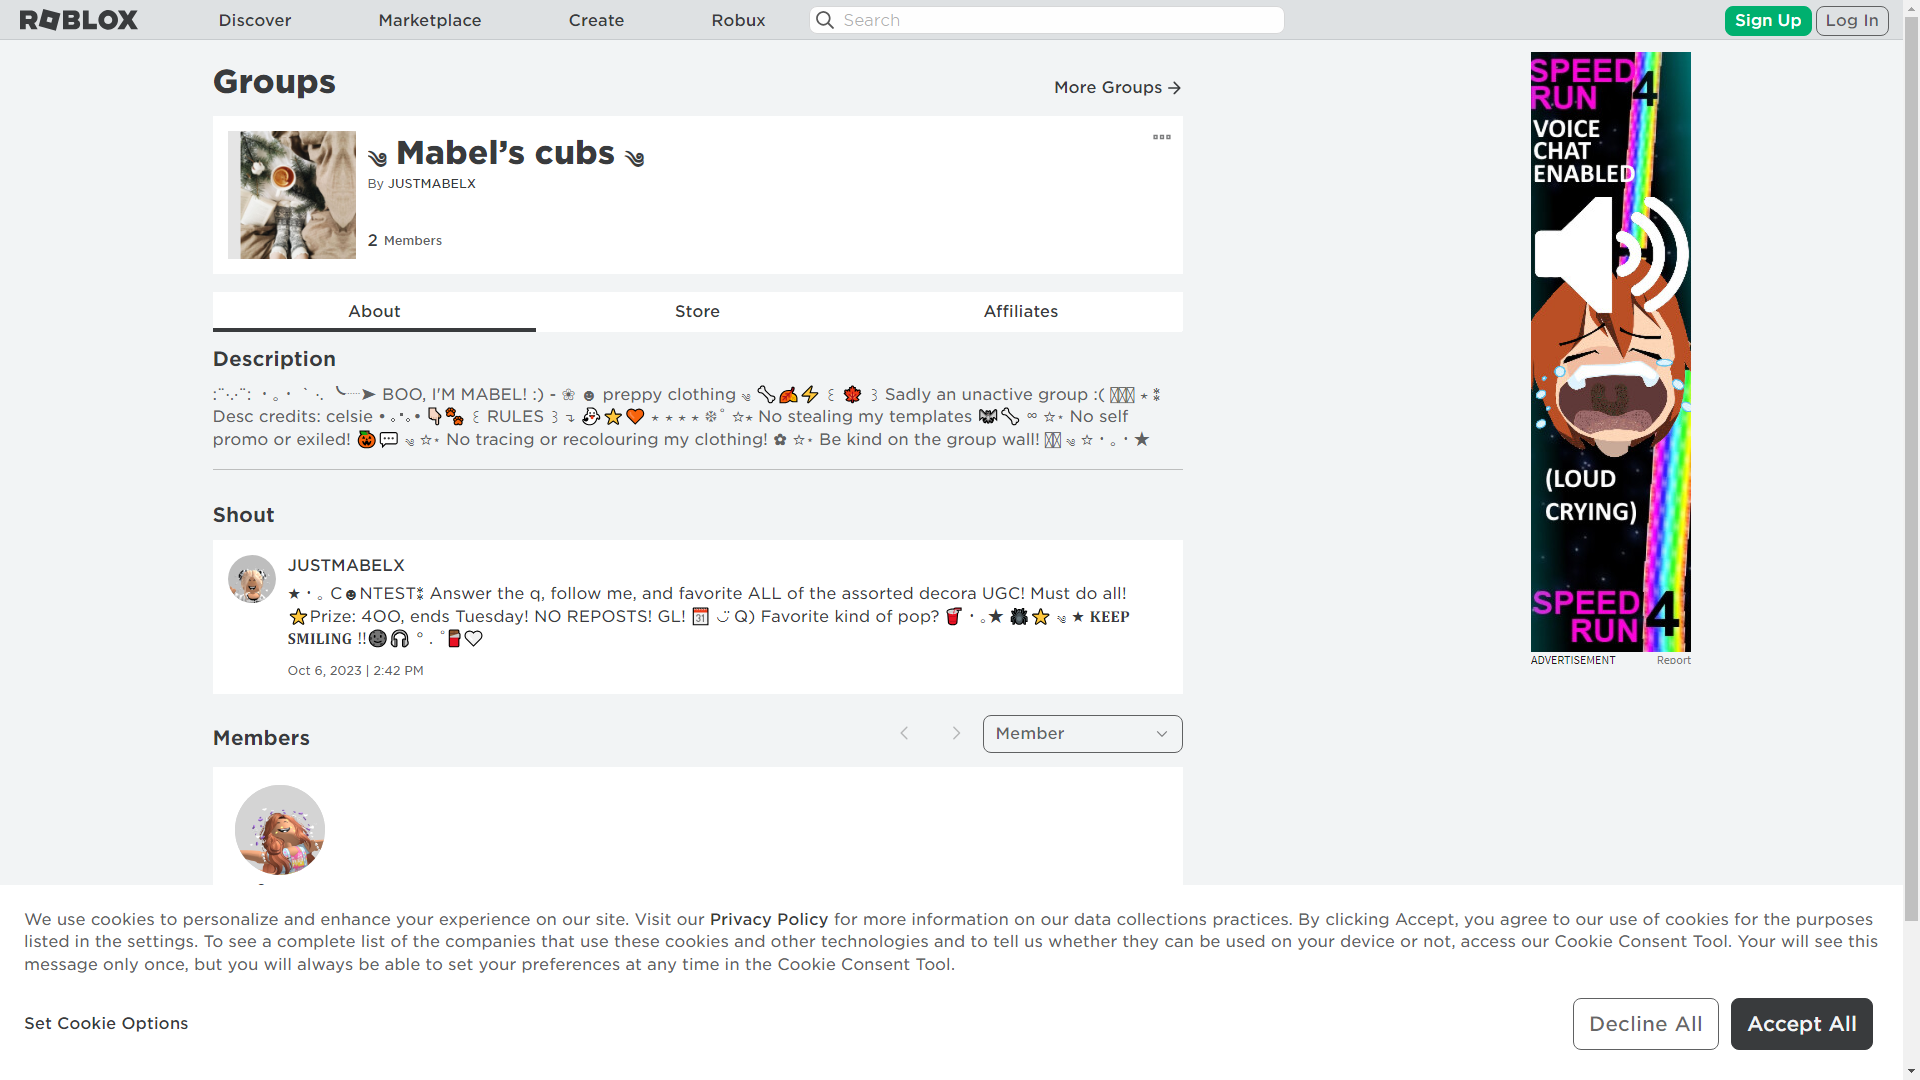 ROBLOX Discover Marketplace Create Robux Search Sign Up Log In
Groups
More Groups →
༄ Mabel’s cubs ༄
By JUSTMABELX
2 Members
About Store Affiliates
Description
:¨·.·¨: ・。・ ` ·. ╰┈➤ BOO, I'M MABEL! :) - ❀ ☻ preppy clothing ༄ 🦴🍂⚡ ꒰ 🍁 ꒱ Sadly an unactive group :( ⋆ ⁑
Desc credits: celsie • ｡ • 👇🏻🐾 ꒰ RULES ꒱ ↴ 👻⭐🧡 ⋆ ⋆ ⋆ ⋆ ❄˚ ☆⋆ No stealing my templates 🦇🦴 ∞ ☆⋆ No self
promo or exiled! 🎃💬 ༄ ☆⋆ No tracing or recolouring my clothing! ✿ ☆⋆ Be kind on the group wall! ༄ ☆・。・★
Shout
JUSTMABELX
★・。C☻NTEST⁑ Answer the q, follow me, and favorite ALL of the assorted decora UGC! Must do all!
⭐Prize: 4OO, ends Tuesday! NO REPOSTS! GL! 📅 ◡̈ Q) Favorite kind of pop? 🥤・｡★ 🕷⭐ ༄ ★ 𝐊𝐄𝐄𝐏
𝐒𝐌𝐈𝐋𝐈𝐍𝐆 !!☻🎧 ° . ˚🧃♡
Oct 6, 2023 | 2:42 PM
Members
Member
SPEED
RUN 4
VOICE
CHAT
ENABLED
(LOUD
CRYING)
SPEED
RUN 4
ADVERTISEMENT Report
We use cookies to personalize and enhance your experience on our site. Visit our Privacy Policy for more information on our data collections practices. By clicking Accept, you agree to our use of cookies for the purposes
listed in the settings. To see a complete list of the companies that use these cookies and other technologies and to tell us whether they can be used on your device or not, access our Cookie Consent Tool. Your will see this
message only once, but you will always be able to set your preferences at any time in the Cookie Consent Tool.
Set Cookie Options
Decline All Accept All